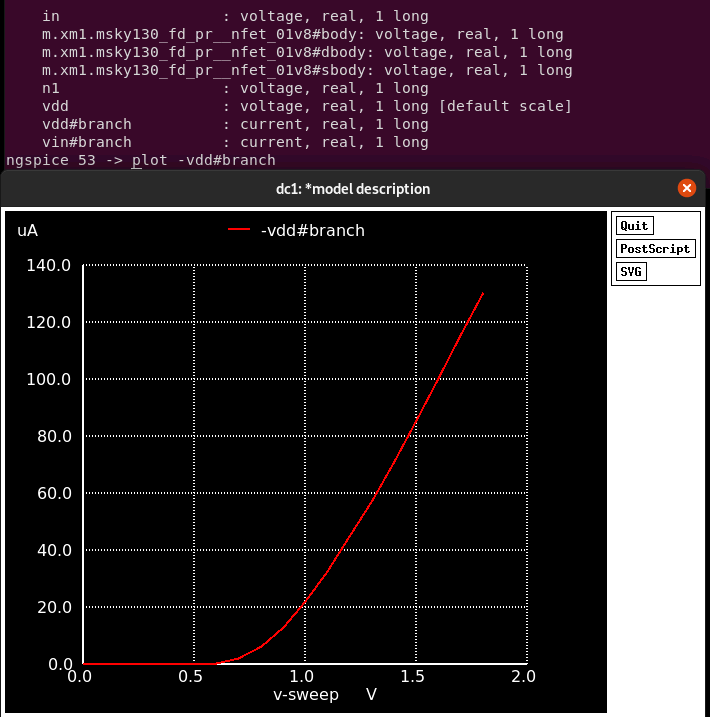 in                    : voltage, real, 1 long
m.xm1.msky130_fd_pr__nfet_01v8#body: voltage, real, 1 long
m.xm1.msky130_fd_pr__nfet_01v8#dbody: voltage, real, 1 long
m.xm1.msky130_fd_pr__nfet_01v8#sbody: voltage, real, 1 long
n1                    : voltage, real, 1 long
vdd                   : voltage, real, 1 long [default scale]
vdd#branch            : current, real, 1 long
vin#branch            : current, real, 1 long
ngspice 53 -> plot -vdd#branch
dc1: *model description
uA
-vdd#branch
Quit
PostScript
SVG
140.0
120.0
100.0
80.0
60.0
40.0
20.0
0.0
0.0 0.5 1.0 1.5 2.0
v-sweep V